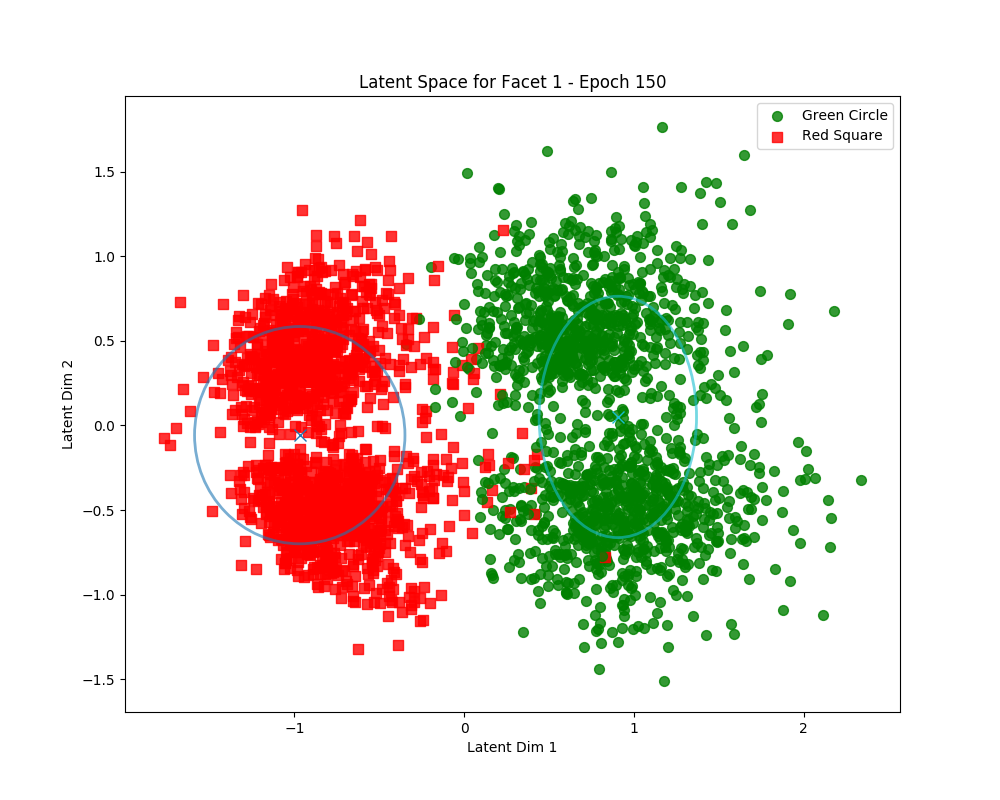 Latent Space for Facet 1 - Epoch 150
Green Circle
Red Square
1.5
1.0
0.5
0.0
−0.5
−1.0
−1.5
Latent Dim 2
−1
0
1
2
Latent Dim 1